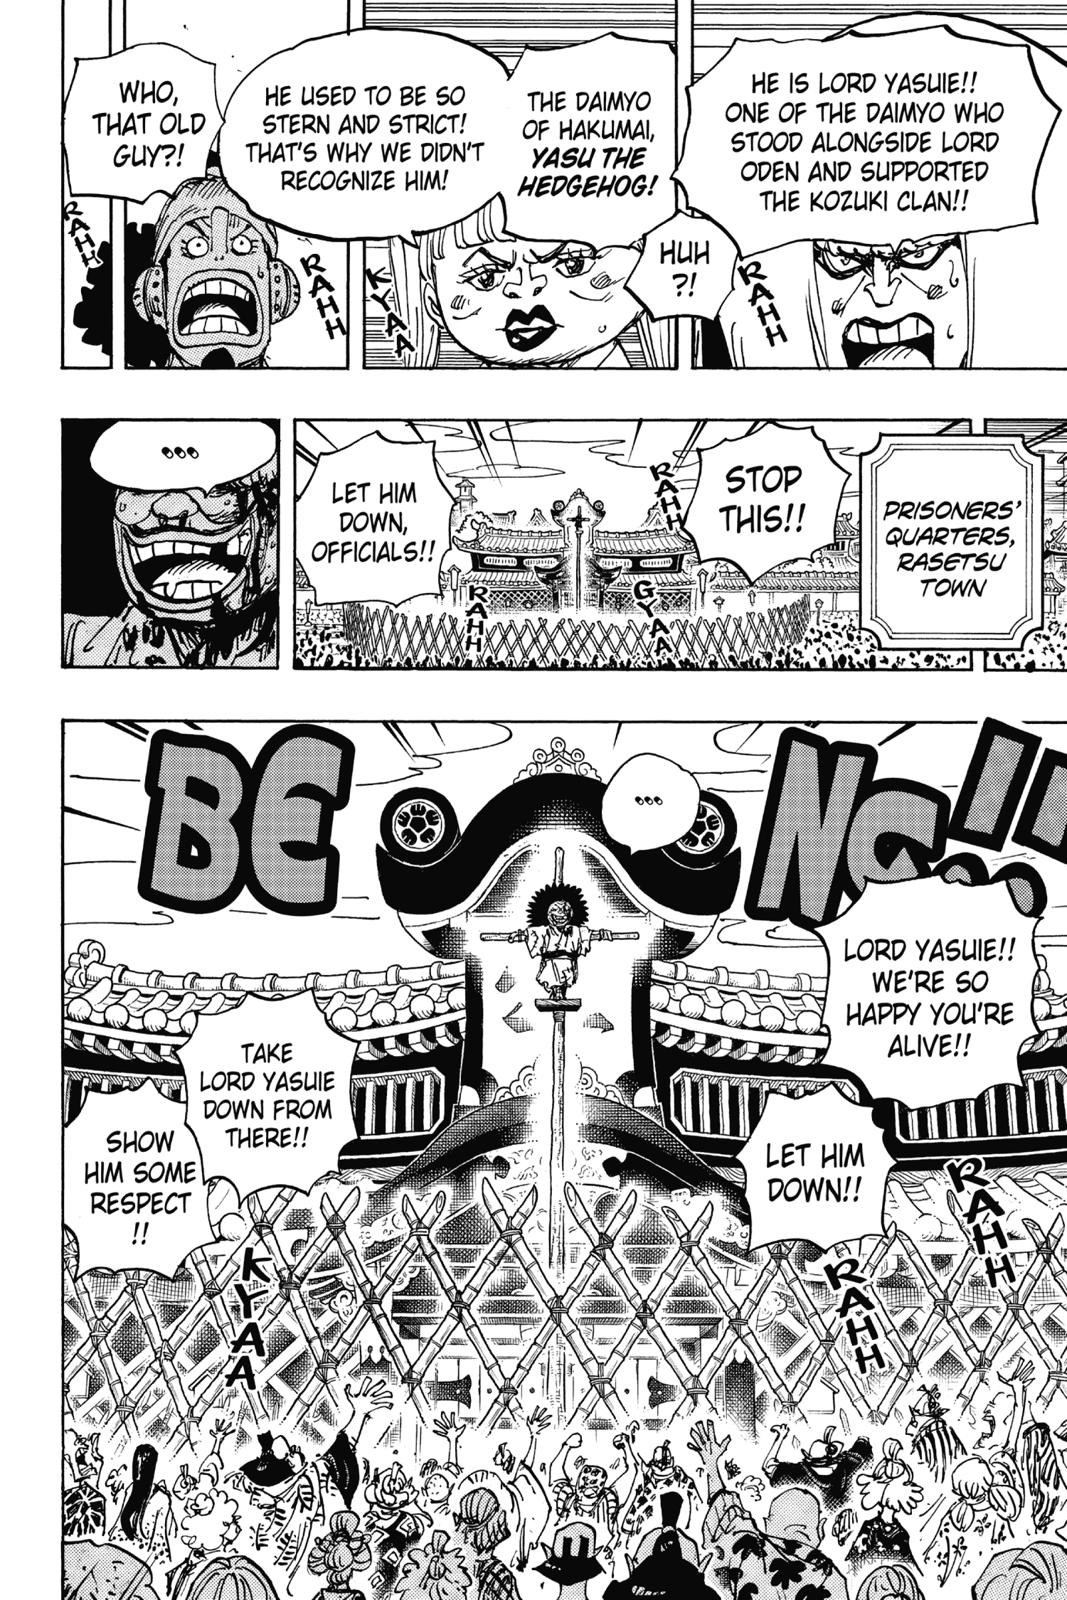 HE IS LORD YASUIE!!
ONE OF THE DAIMYO WHO
STOOD ALONGSIDE LORD
ODEN AND SUPPORTED
THE KOZUKI CLAN!!
HUH
?!
RAHH
THE DAIMYO
OF HAKUMAI,
YASU THE
HEDGEHOG!
HE USED TO BE SO
STERN AND STRICT!
THAT'S WHY WE DIDN'T
RECOGNIZE HIM!
KYAA
WHO,
THAT OLD
GUY?!
RAHH
RAHH
PRISONERS'
QUARTERS,
RASETSU
TOWN
STOP
THIS!!
RAHH
GYAA
LET HIM
DOWN,
OFFICIALS!!
RAHH
...
BE NG!!
...
LORD YASUIE!!
WE'RE SO
HAPPY YOU'RE
ALIVE!!
LET HIM
DOWN!!
RAHH
RAHH
TAKE
LORD YASUIE
DOWN FROM
THERE!!
SHOW
HIM SOME
RESPECT
!!
KYAA